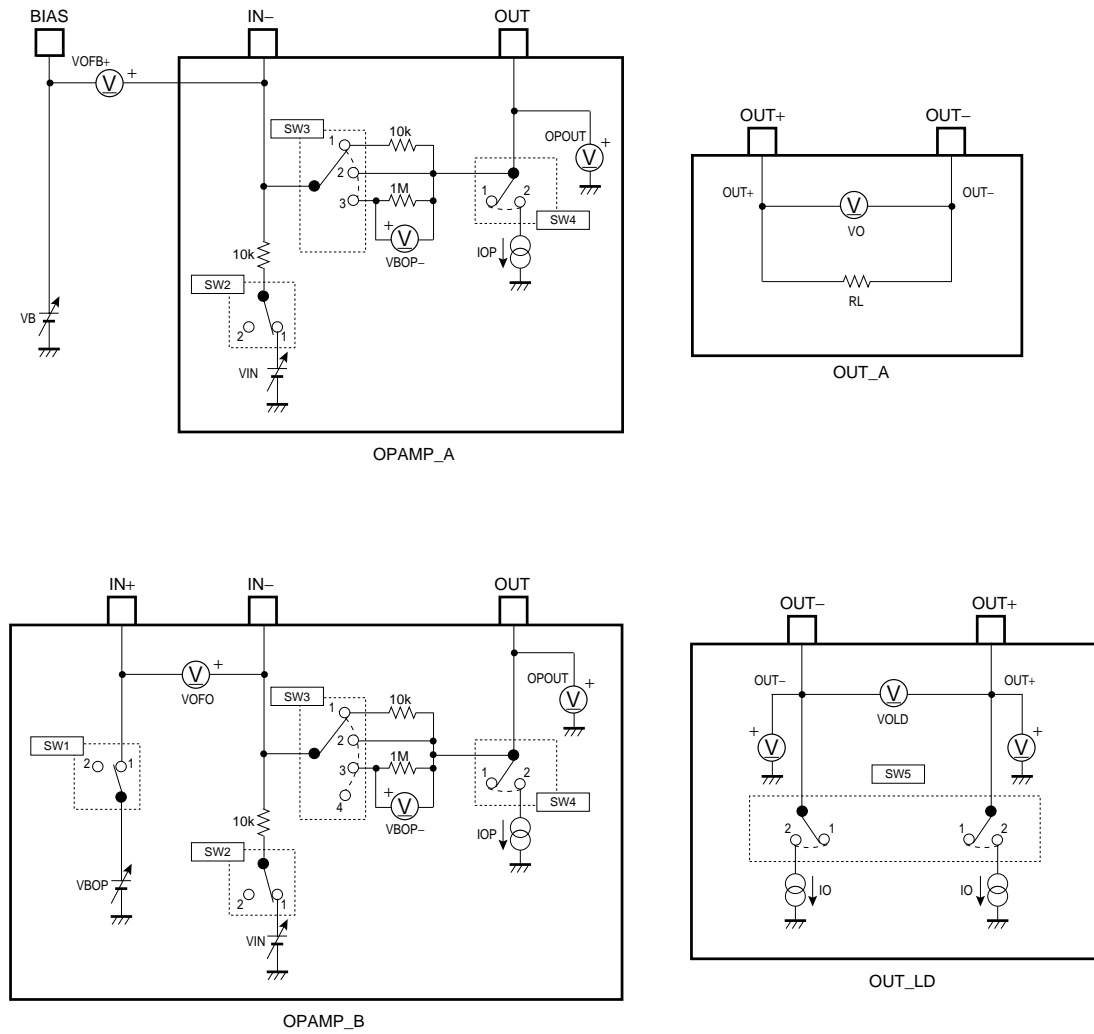 BIAS
IN−
OUT
VOFB+
+
SW3
10k
1
2
1M
3
+
VBOP−
OPOUT
+
1
2
SW4
IOP
10k
SW2
2
1
VB
VIN
OPAMP_A
OUT+
OUT−
OUT+
OUT−
VO
RL
OUT_A
IN+
IN−
OUT
+
VOFO
SW3
10k
1
2
1M
3
4
+
VBOP−
OPOUT
+
1
2
SW4
IOP
SW1
2
1
10k
SW2
2
1
VBOP
VIN
OPAMP_B
OUT−
OUT+
OUT−
OUT+
VOLD
+
+
SW5
2
1
1
2
IO
IO
OUT_LD
V
V
V
V
V
V
V
V
V
V